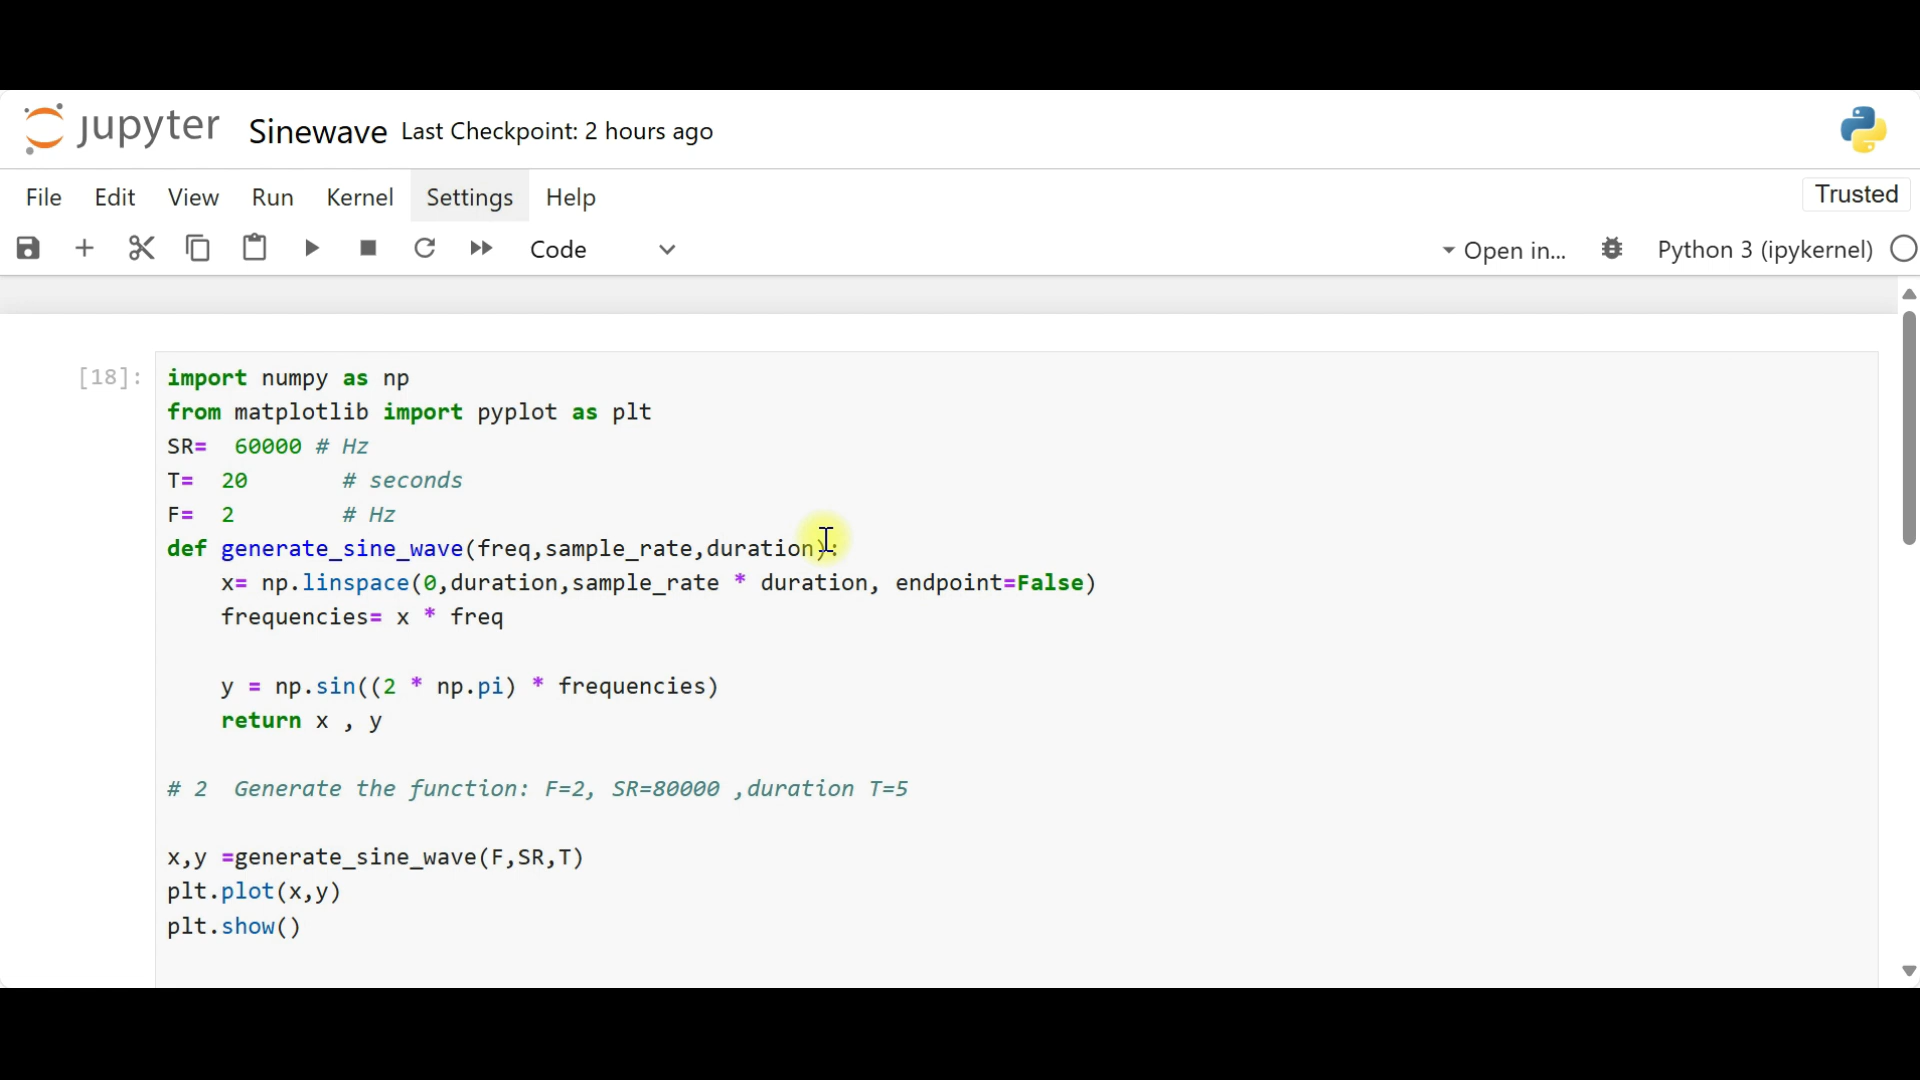 jupyter Sinewave Last Checkpoint: 2 hours ago
File Edit View Run Kernel Settings Help Trusted
Code Open in... Python 3 (ipykernel)
[18]: import numpy as np
from matplotlib import pyplot as plt
SR=  60000 # Hz
T=  20       # seconds
F=  2        # Hz
def generate_sine_wave(freq,sample_rate,duration):
    x= np.linspace(0,duration,sample_rate * duration, endpoint=False)
    frequencies= x * freq
    y = np.sin((2 * np.pi) * frequencies)
    return x , y
# 2  Generate the function: F=2, SR=80000 ,duration T=5
x,y =generate_sine_wave(F,SR,T)
plt.plot(x,y)
plt.show()